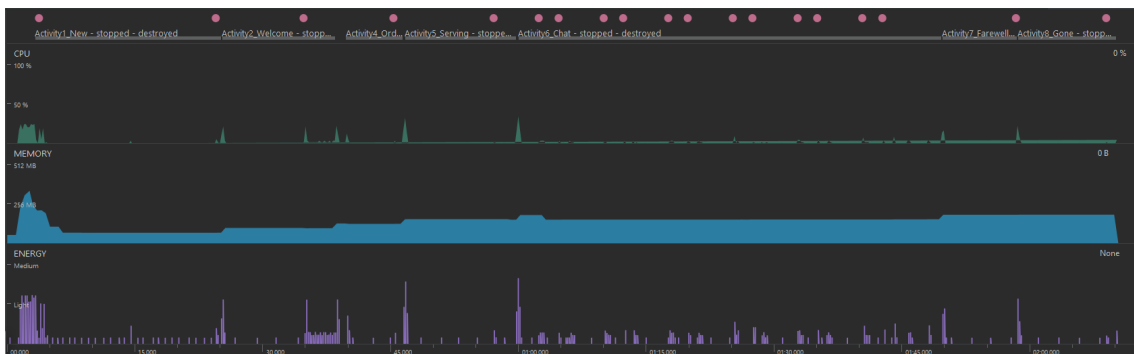 Activity1_New - stopped - destroyed Activity2_Welcome - stopp... Activity4_Ord... Activity5_Serving - stoppe... Activity6_Chat - stopped - destroyed Activity7_Farewell... Activity8_Gone - stopp...
CPU 0 %
100 %
50 %
MEMORY 0 B
512 MB
256 MB
ENERGY None
Medium
Light
00.000 15.000 30.000 45.000 01:00.000 01:15.000 01:30.000 01:45.000 02:00.000